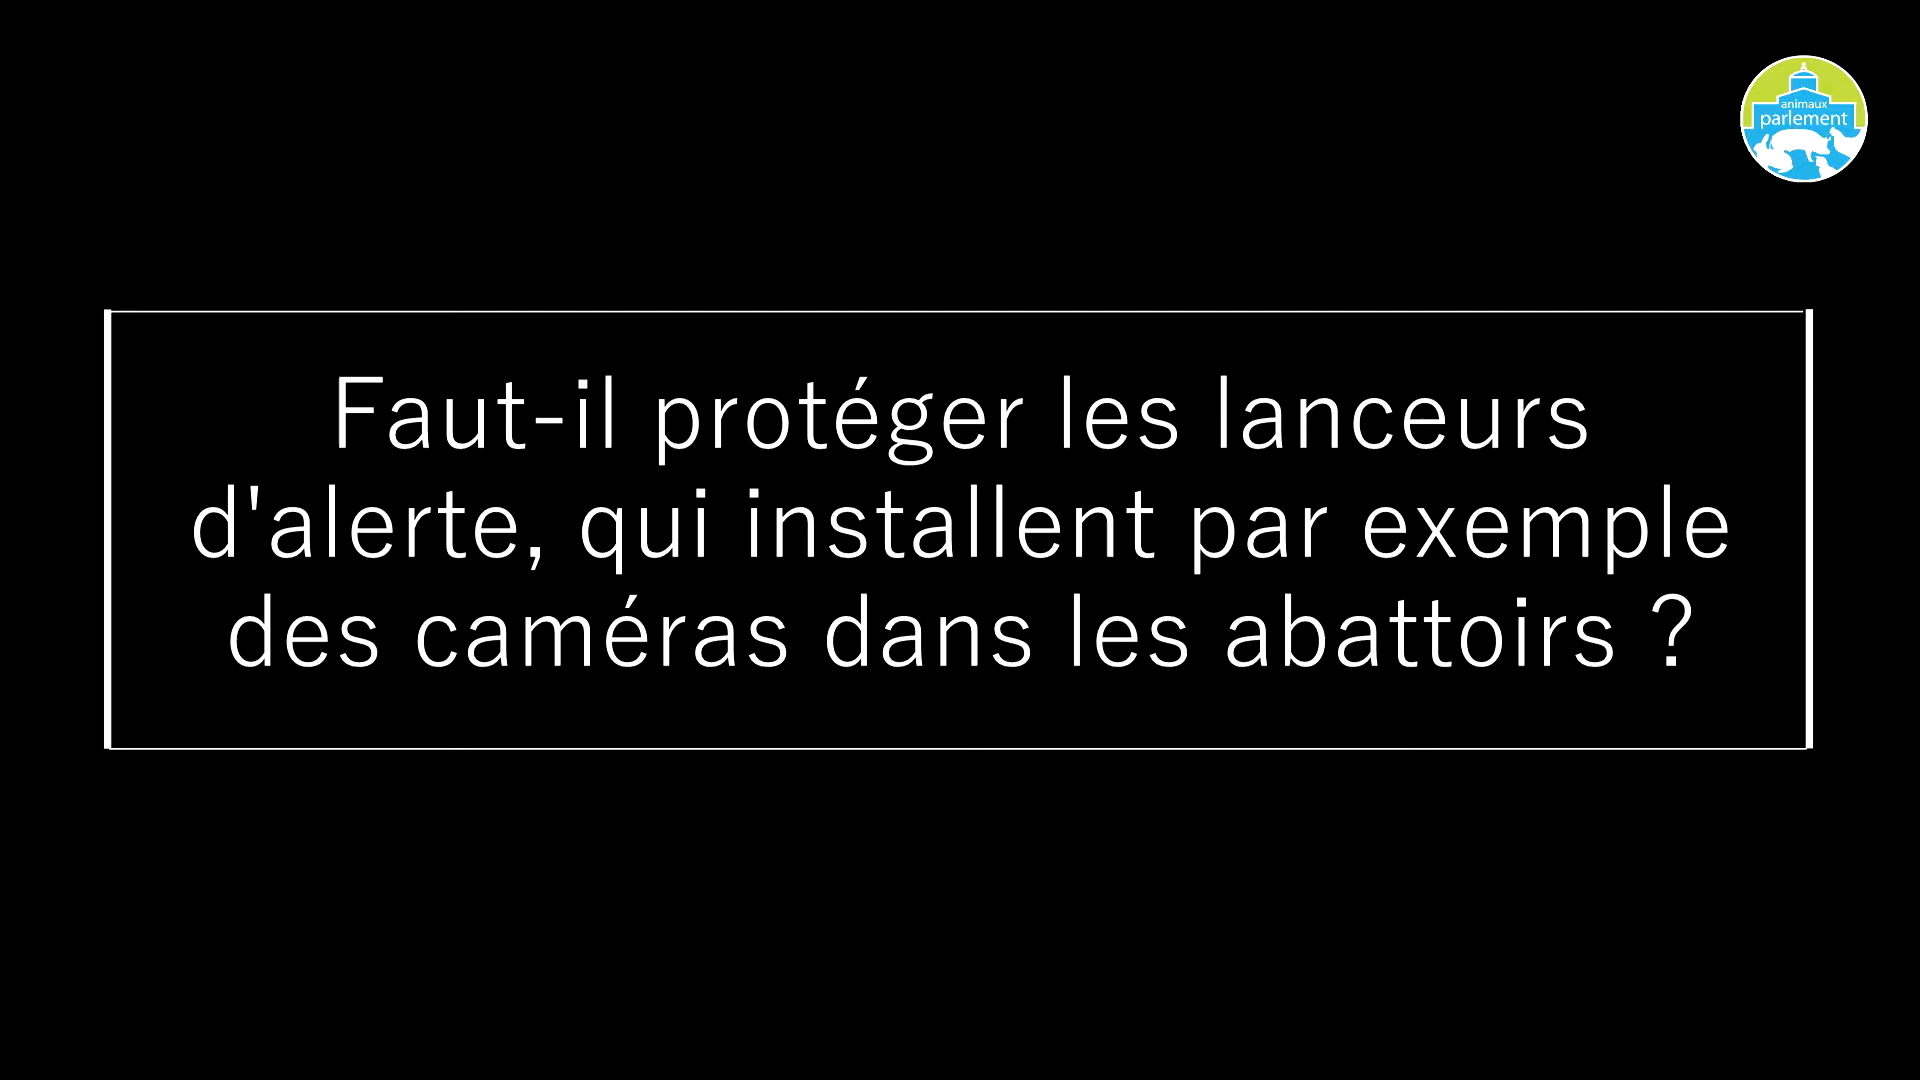 animaux
parlement
Faut-il protéger les lanceurs
d'alerte, qui installent par exemple
des caméras dans les abattoirs ?